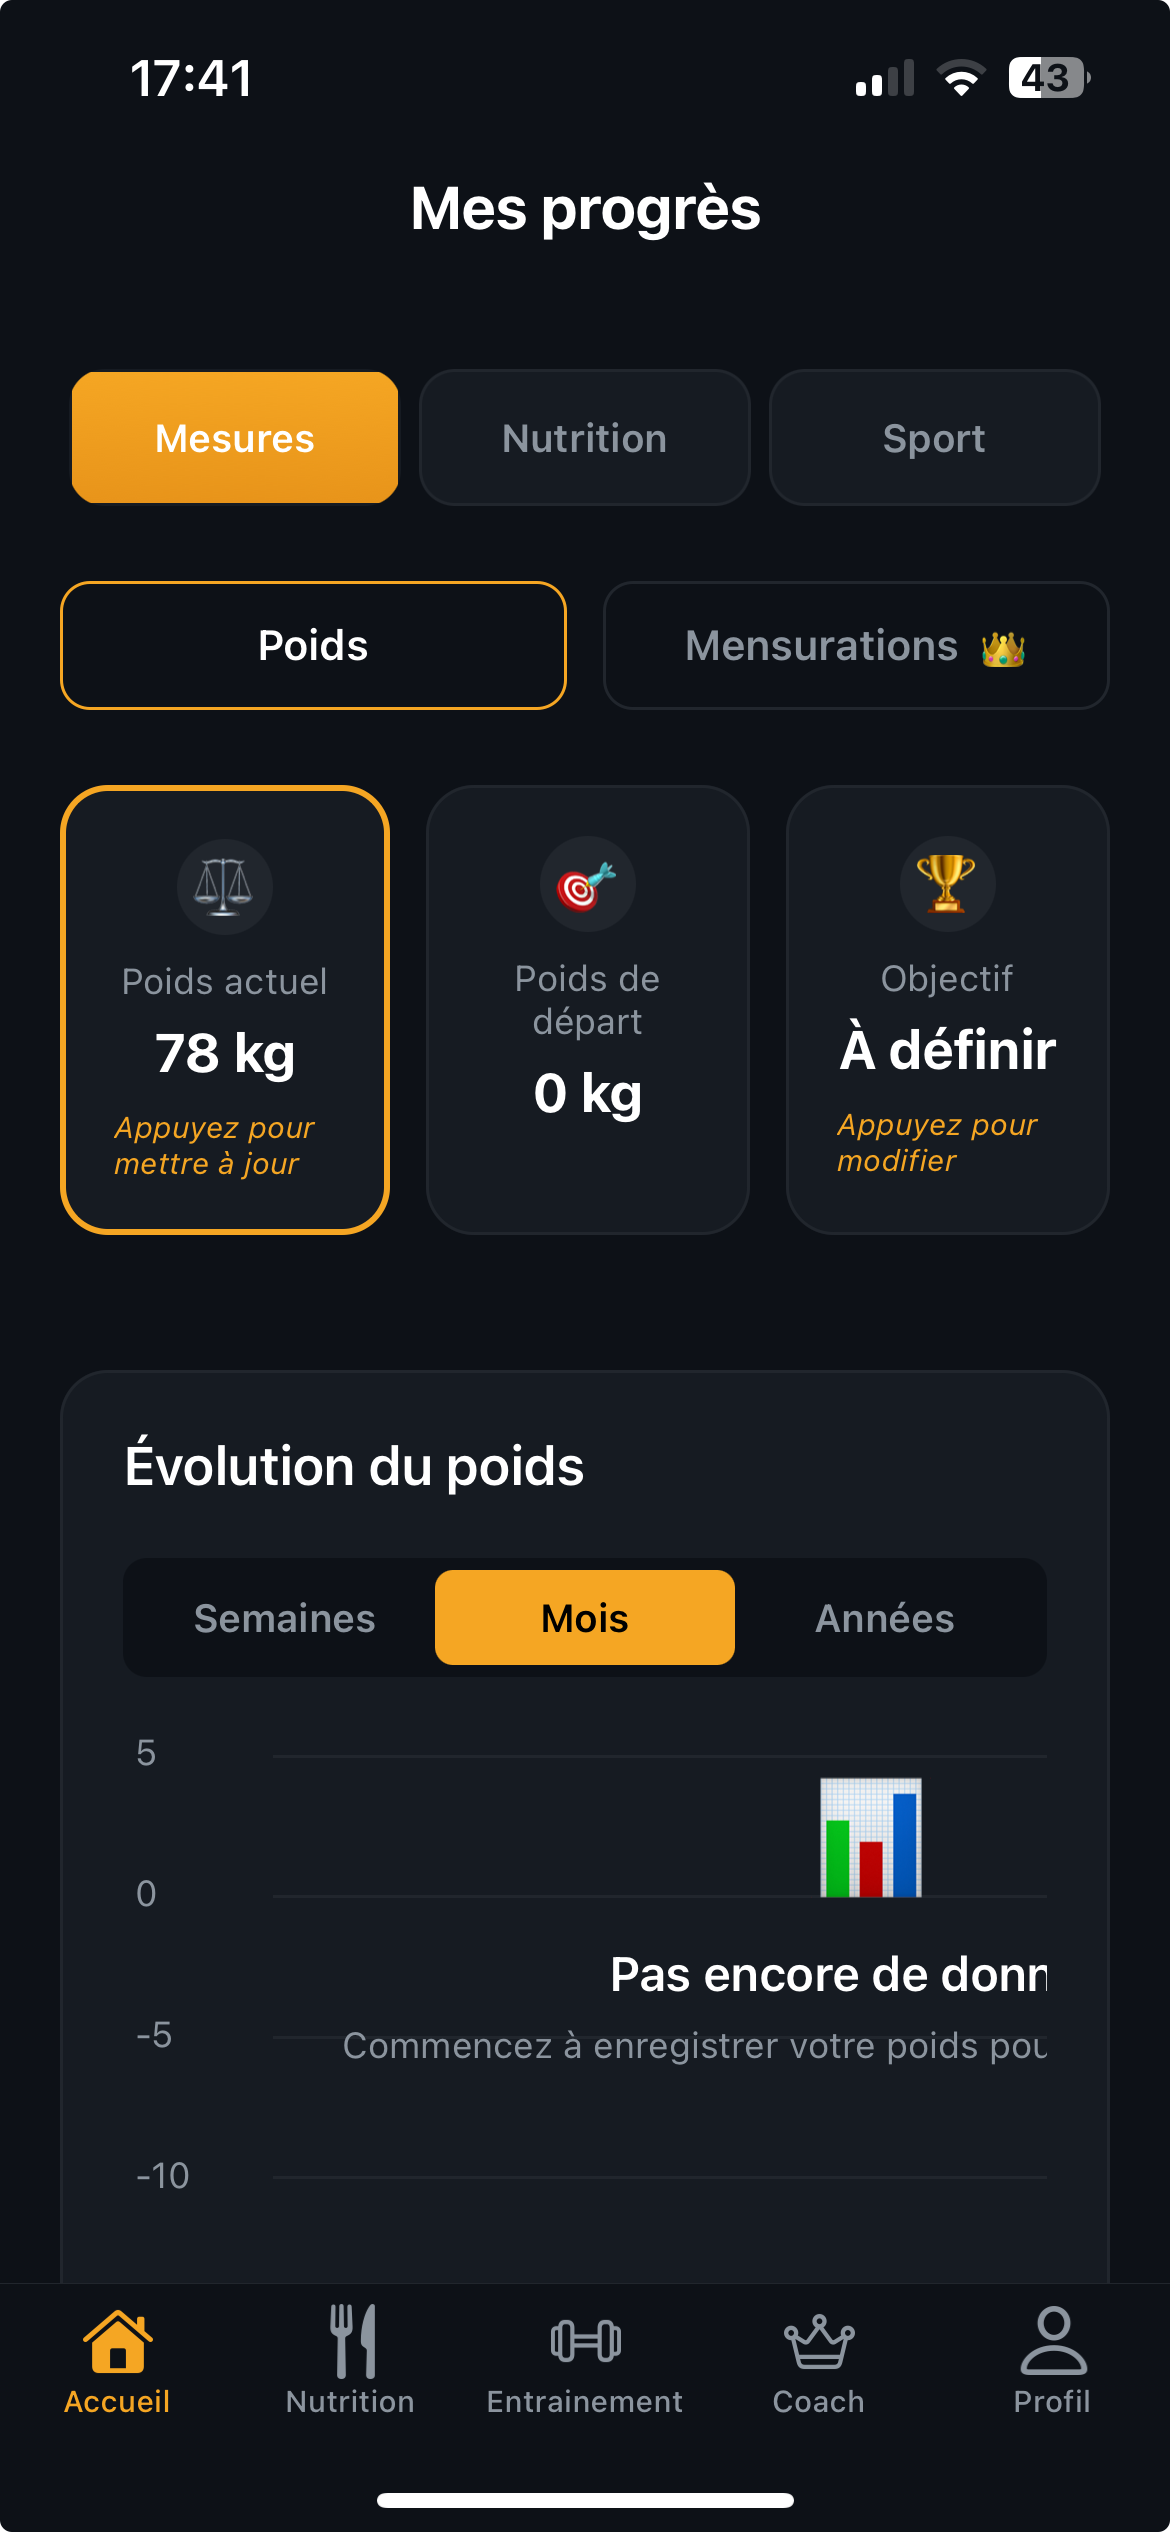 17:41
43
Mes progrès
Mesures
Nutrition
Sport
Poids
Mensurations
Poids actuel
78 kg
Appuyez pour
mettre à jour
Poids de
départ
0 kg
Objectif
À définir
Appuyez pour
modifier
Évolution du poids
Semaines
Mois
Années
5
0
Pas encore de donn
-5
Commencez à enregistrer votre poids pou
-10
Accueil
Nutrition
Entrainement
Coach
Profil